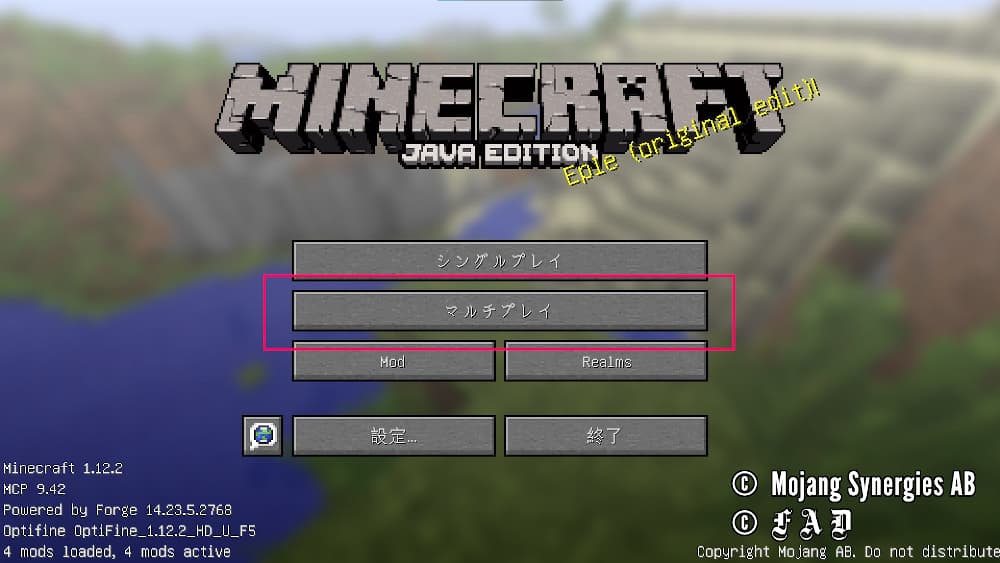 MINECRAFT
JAVA EDITION
Epie (original edit)!
シングルプレイ
マルチプレイ
Mod Realms
設定... 終了
Minecraft 1.12.2
MCP 9.42
Powered by Forge 14.23.5.2768
Optifine OptiFine_1.12.2_HD_U_F5
4 mods loaded, 4 mods active
© Mojang Synergies AB
© FAD
Copyright Mojang AB. Do not distribute